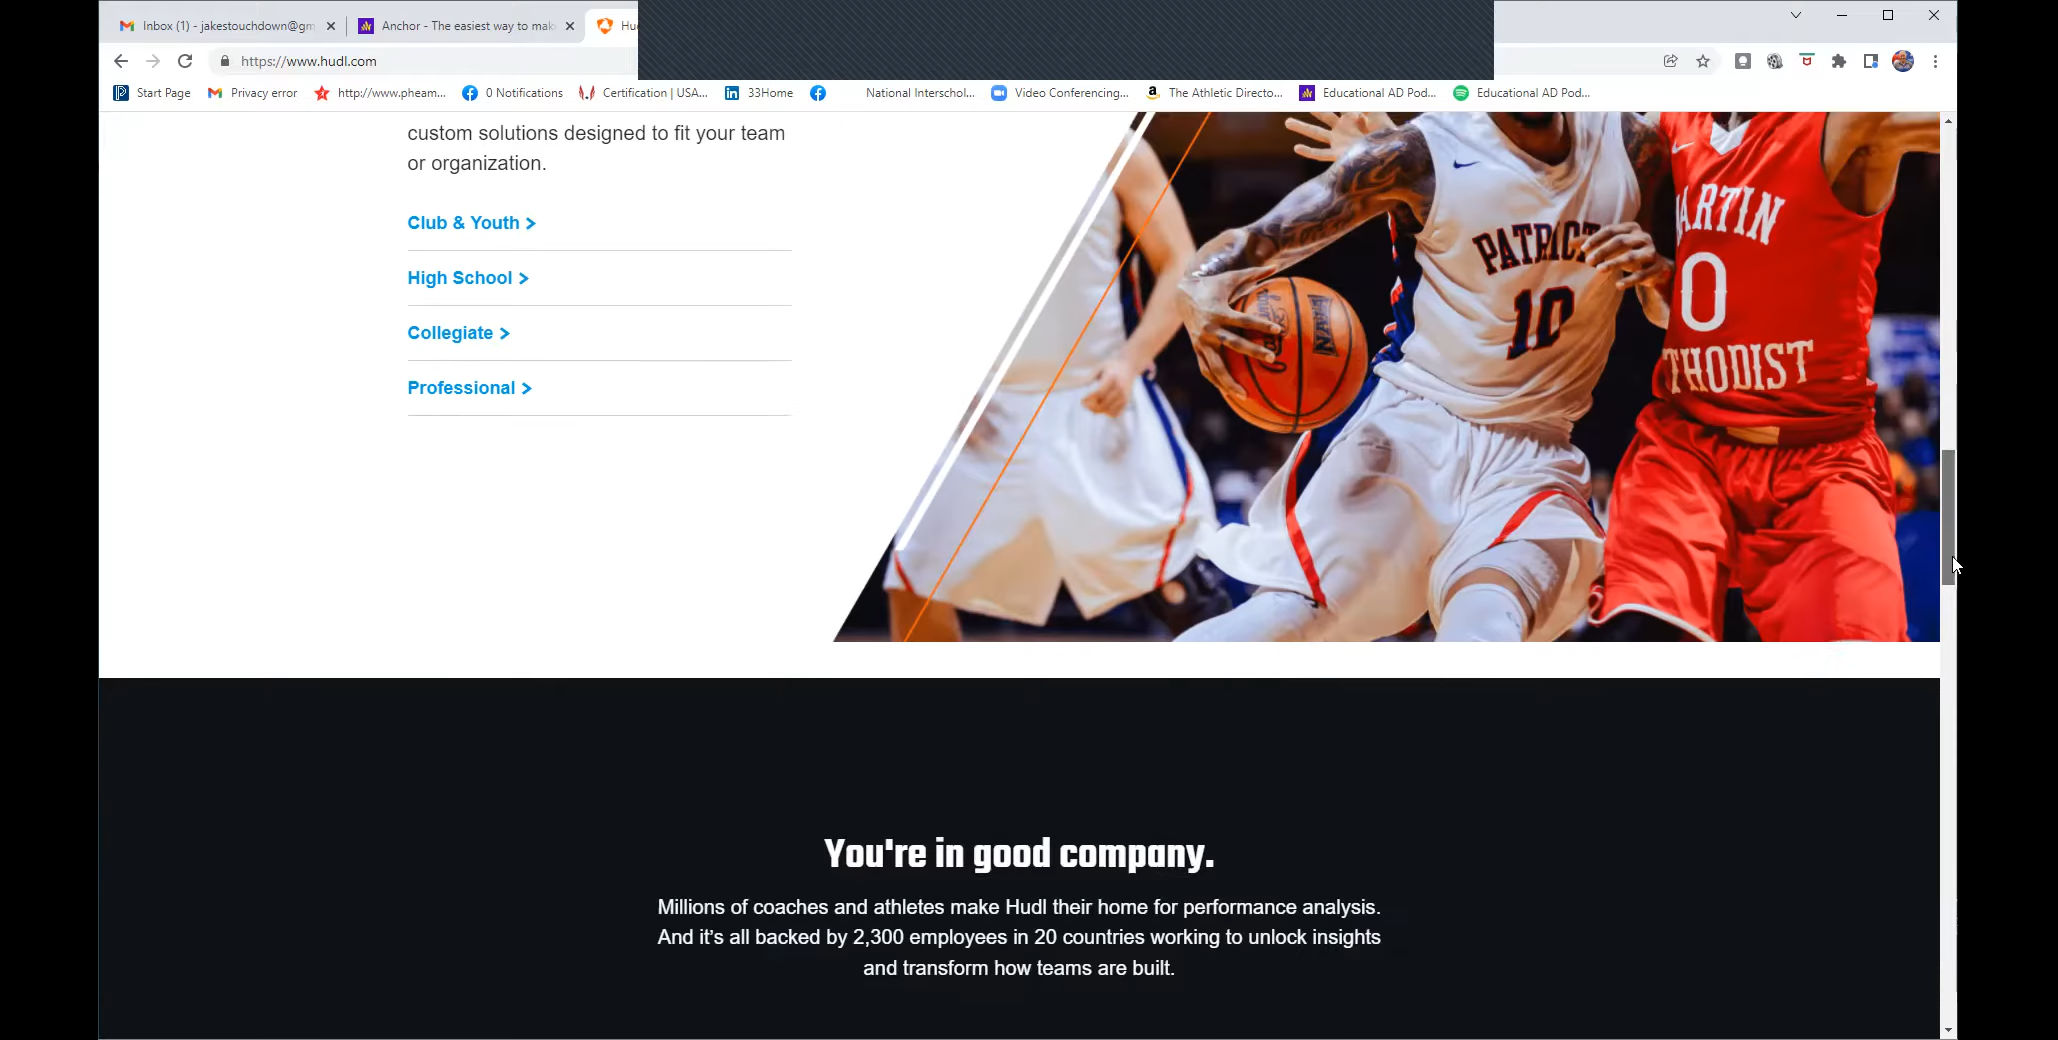 Inbox (1) - jakestouchdown@gm
Anchor - The easiest way to mak
Hu
https://www.hudl.com
Start Page
Privacy error
http://www.pheam...
0 Notifications
Certification | USA...
33Home
National Interschol...
Video Conferencing...
The Athletic Directo...
Educational AD Pod...
Educational AD Pod...
custom solutions designed to fit your team
or organization.
Club & Youth >
High School >
Collegiate >
Professional >
PATRIOT
10
ARTIN
0
THODIST
You're in good company.
Millions of coaches and athletes make Hudl their home for performance analysis.
And it's all backed by 2,300 employees in 20 countries working to unlock insights
and transform how teams are built.